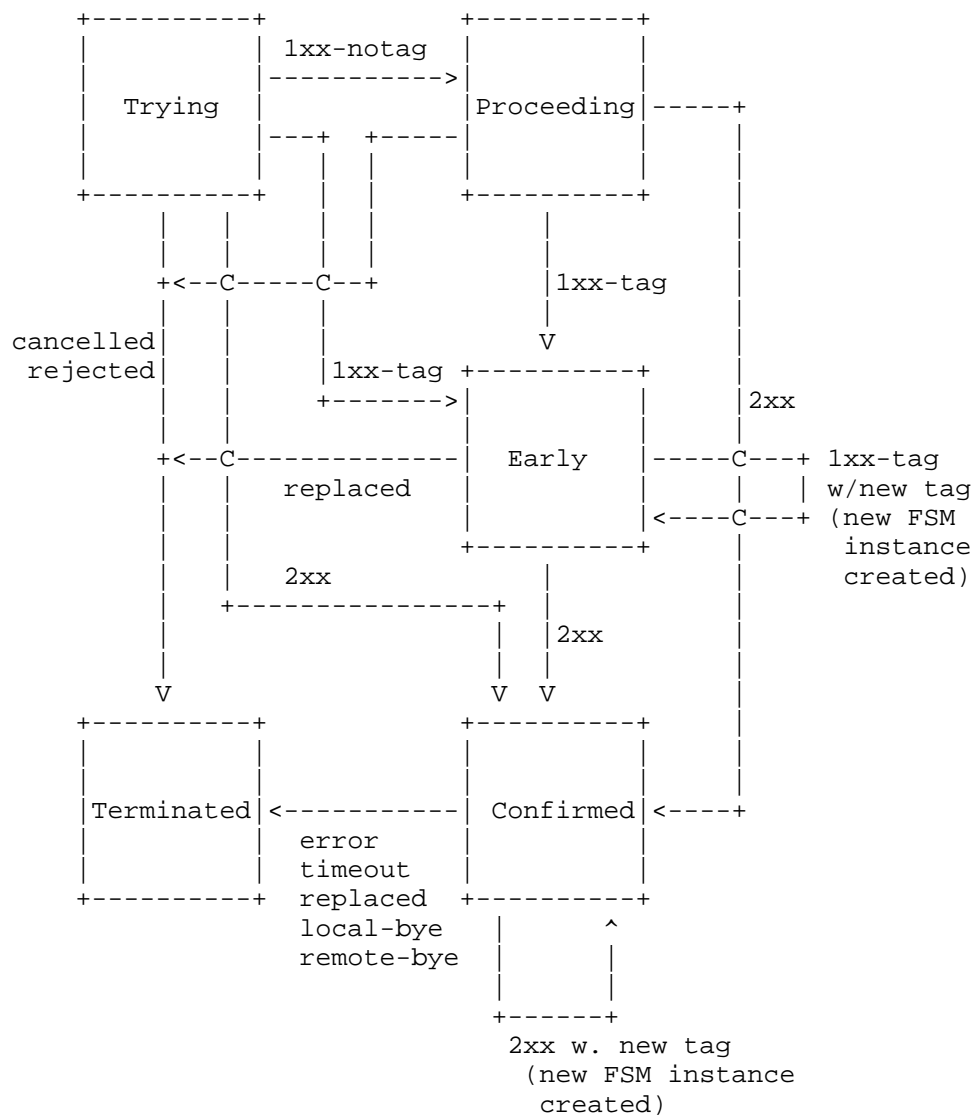 1xx-notag
Trying
Proceeding
C
C
1xx-tag
cancelled
rejected
1xx-tag
2xx
C
Early
C
1xx-tag
replaced
w/new tag
C
(new FSM
instance
created)
2xx
2xx
Terminated
Confirmed
error
timeout
replaced
local-bye
remote-bye
2xx w. new tag
(new FSM instance
created)